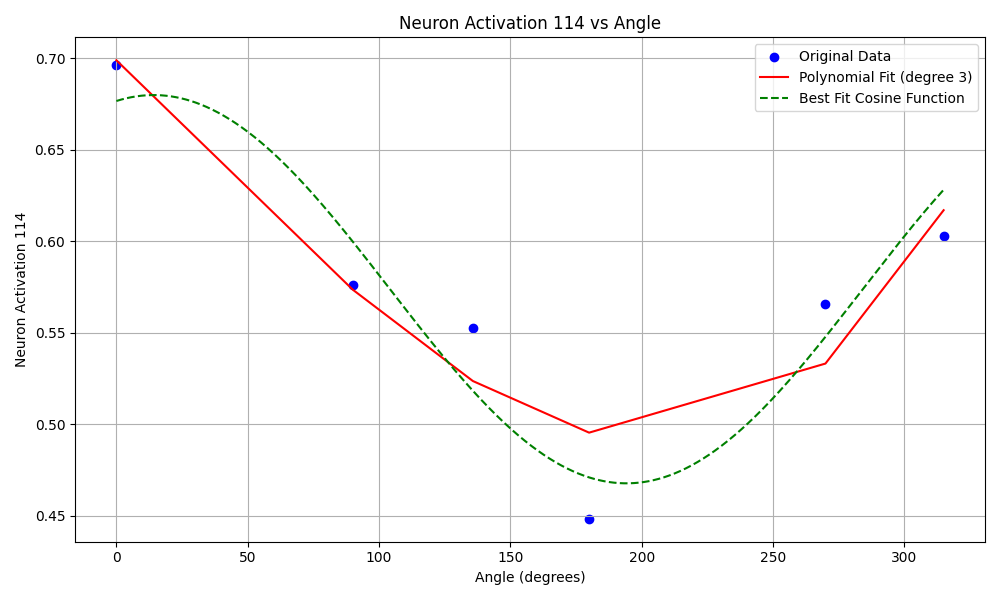 Neuron Activation 114 vs Angle
Original Data
Polynomial Fit (degree 3)
Best Fit Cosine Function
Neuron Activation 114
0.70
0.65
0.60
0.55
0.50
0.45
0
50
100
150
200
250
300
Angle (degrees)